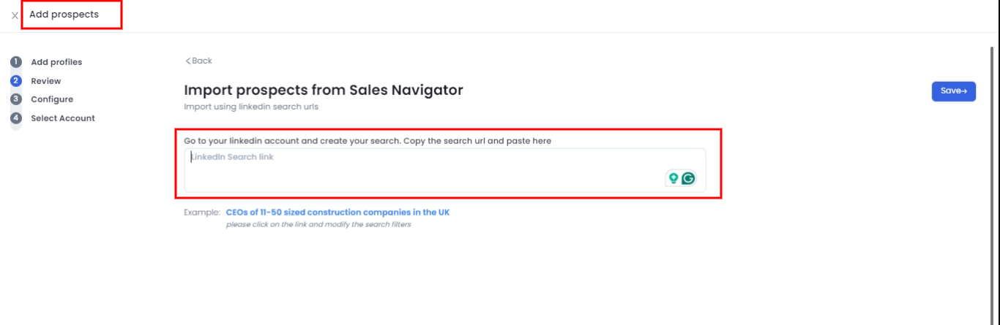 Add prospects
1 Add profiles
2 Review
3 Configure
4 Select Account
Back
Import prospects from Sales Navigator
Import using linkedin search urls
Save→
Go to your linkedin account and create your search. Copy the search url and paste here
LinkedIn Search link
Example: CEOs of 11-50 sized construction companies in the UK
please click on the link and modify the search filters